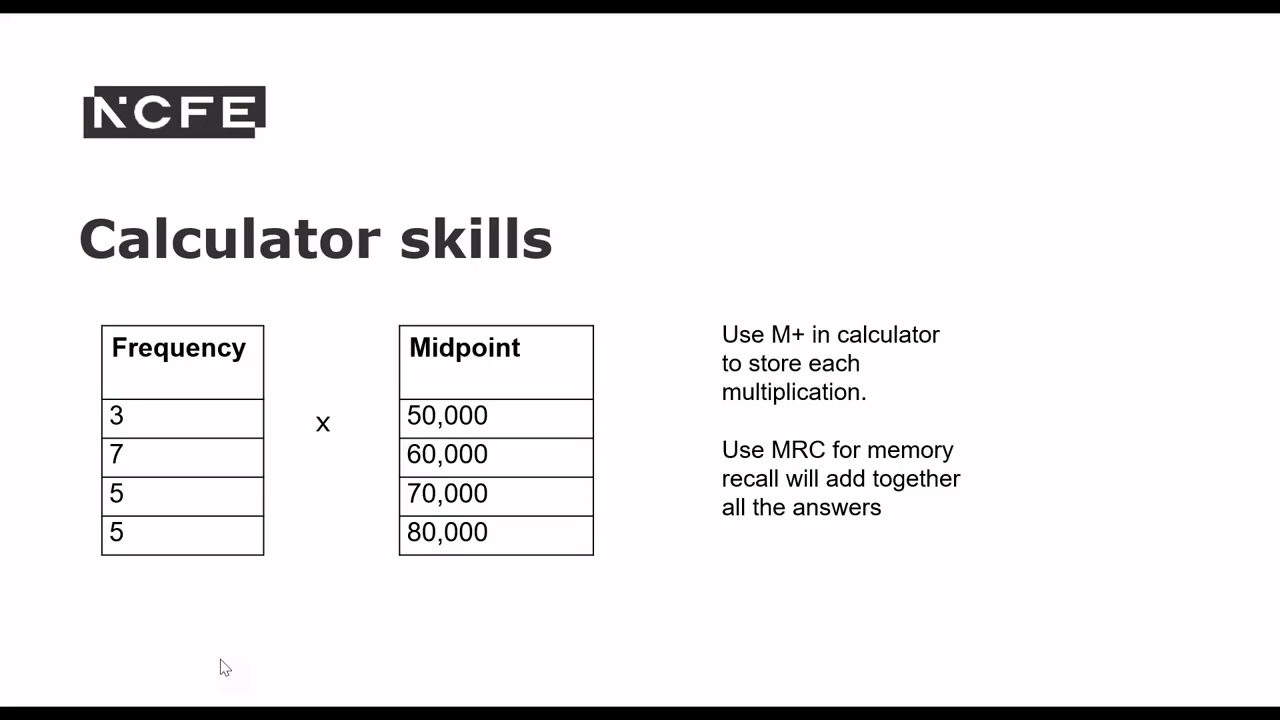 NCFE
Calculator skills
Frequency
3
7
5
5
x
Midpoint
50,000
60,000
70,000
80,000
Use M+ in calculator
to store each
multiplication.
Use MRC for memory
recall will add together
all the answers